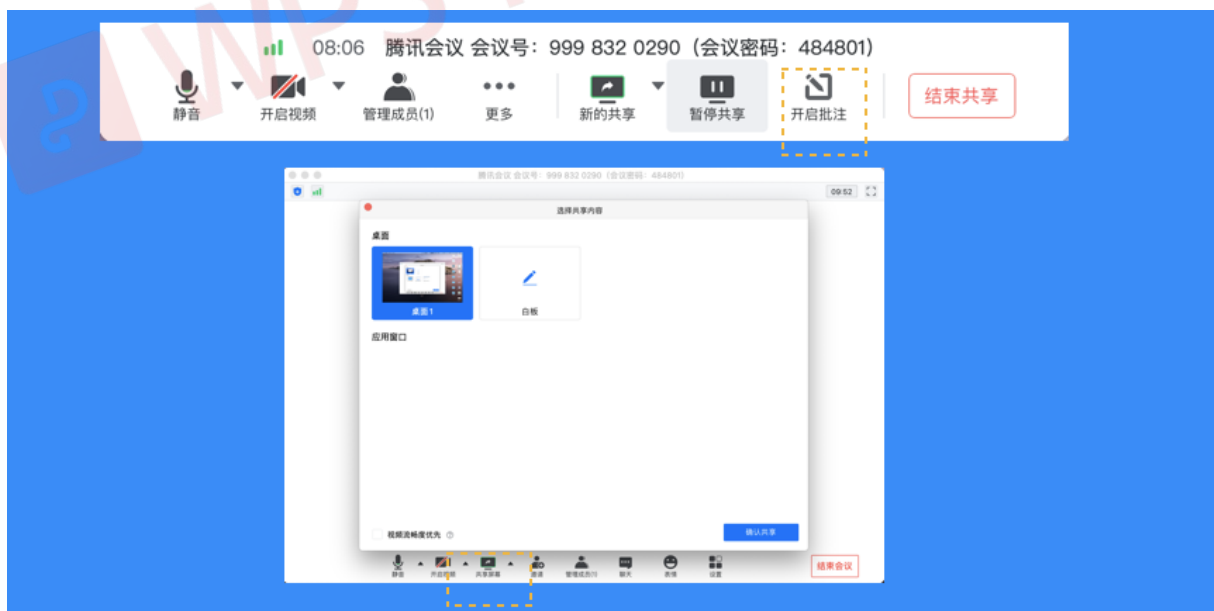 WPS
08:06 腾讯会议 会议号：999 832 0290（会议密码：484801）
静音 开启视频 管理成员(1) 更多 新的共享 暂停共享 开启批注 结束共享
腾讯会议 会议号：999 832 0290（会议密码：484801）
09:52
选择共享内容
桌面
桌面1 白板
应用窗口
视频流畅度优先 确认共享
静音 开启视频 共享屏幕 邀请 管理成员(1) 聊天 表情 设置 结束会议